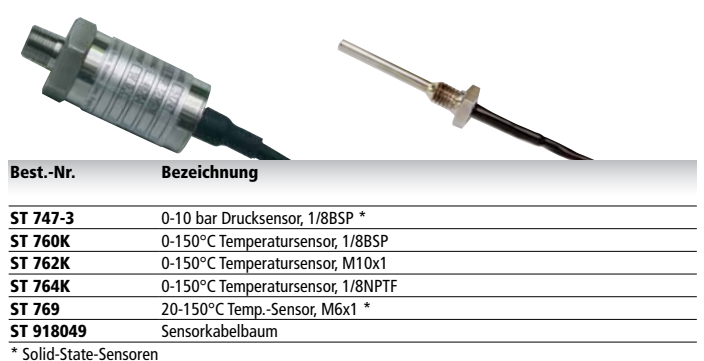 Best.-Nr. Bezeichnung
ST 747-3 0-10 bar Drucksensor, 1/8BSP *
ST 760K 0-150°C Temperatursensor, 1/8BSP
ST 762K 0-150°C Temperatursensor, M10x1
ST 764K 0-150°C Temperatursensor, 1/8NPTF
ST 769 20-150°C Temp.-Sensor, M6x1 *
ST 918049 Sensorkabelbaum
* Solid-State-Sensoren